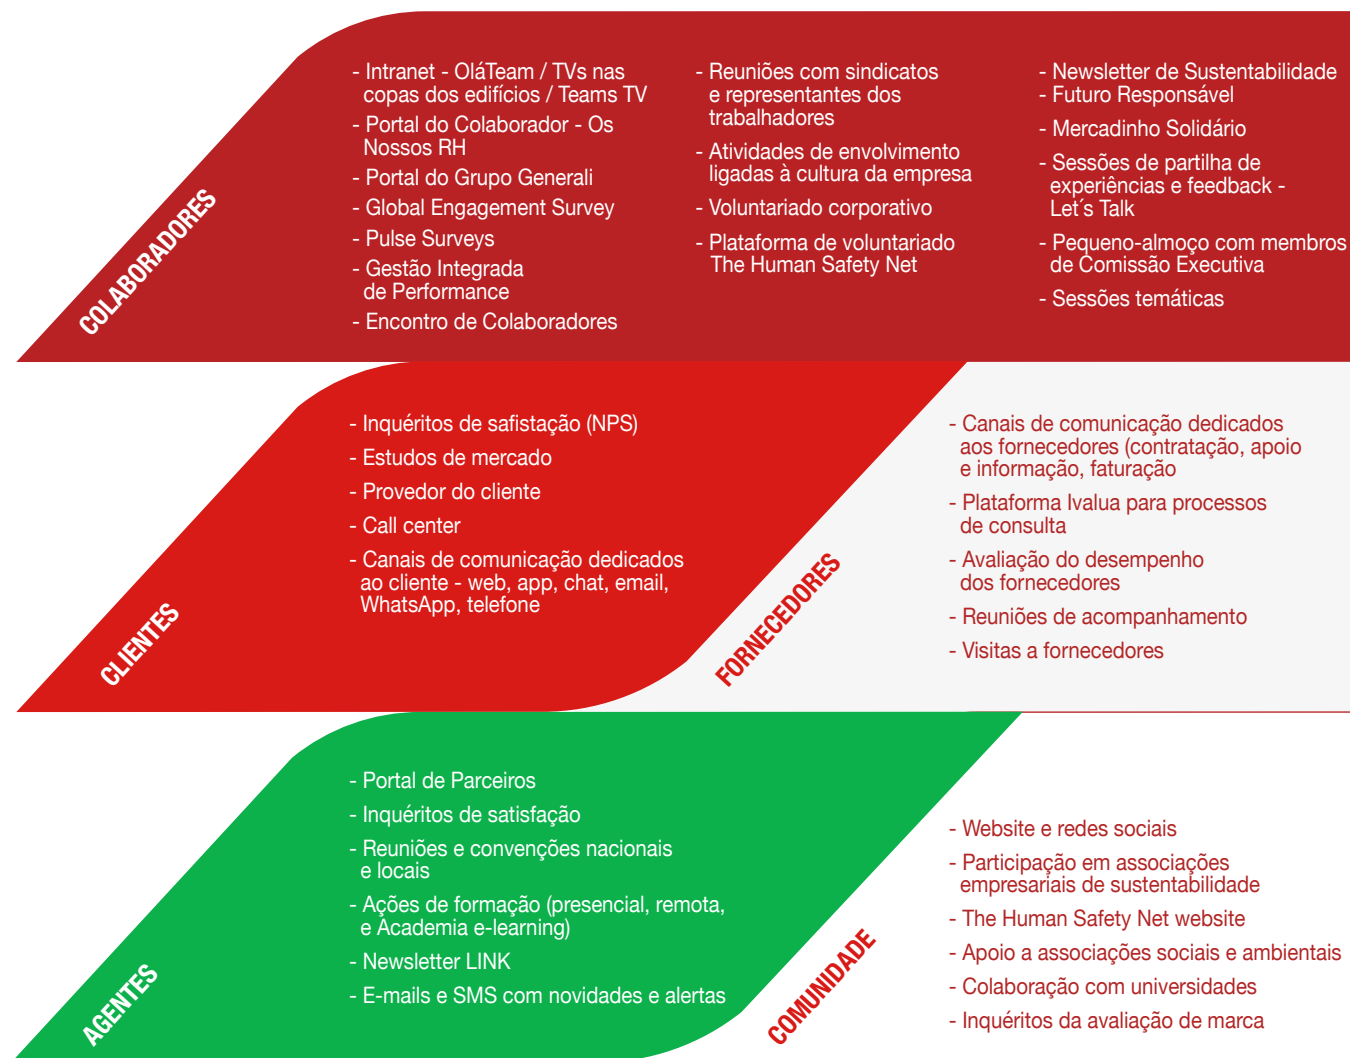 COLABORADORES
- Intranet - OláTeam / TVs nas
copas dos edifícios / Teams TV
- Portal do Colaborador - Os
Nossos RH
- Portal do Grupo Generali
- Global Engagement Survey
- Pulse Surveys
- Gestão Integrada
de Performance
- Encontro de Colaboradores
- Reuniões com sindicatos
e representantes dos
trabalhadores
- Atividades de envolvimento
ligadas à cultura da empresa
- Voluntariado corporativo
- Plataforma de voluntariado
The Human Safety Net
- Newsletter de Sustentabilidade
- Futuro Responsável
- Mercadinho Solidário
- Sessões de partilha de
experiências e feedback -
Let´s Talk
- Pequeno-almoço com membros
de Comissão Executiva
- Sessões temáticas
CLIENTES
- Inquéritos de safistação (NPS)
- Estudos de mercado
- Provedor do cliente
- Call center
- Canais de comunicação dedicados
ao cliente - web, app, chat, email,
WhatsApp, telefone
FORNECEDORES
- Canais de comunicação dedicados
aos fornecedores (contratação, apoio
e informação, faturação
- Plataforma Ivalua para processos
de consulta
- Avaliação do desempenho
dos fornecedores
- Reuniões de acompanhamento
- Visitas a fornecedores
AGENTES
- Portal de Parceiros
- Inquéritos de satisfação
- Reuniões e convenções nacionais
e locais
- Ações de formação (presencial, remota,
e Academia e-learning)
- Newsletter LINK
- E-mails e SMS com novidades e alertas
COMUNIDADE
- Website e redes sociais
- Participação em associações
empresariais de sustentabilidade
- The Human Safety Net website
- Apoio a associações sociais e ambientais
- Colaboração com universidades
- Inquéritos da avaliação de marca